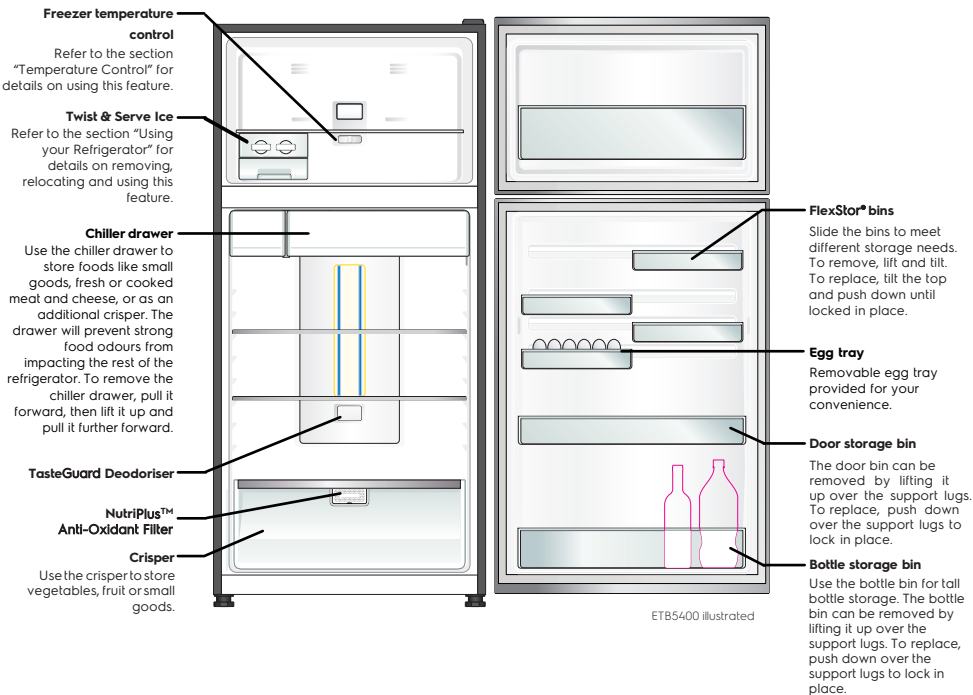 Freezer temperature
control
Refer to the section
“Temperature Control” for
details on using this feature.
Twist & Serve Ice
Refer to the section “Using
your Refrigerator” for
details on removing,
relocating and using this
feature.
Chiller drawer
Use the chiller drawer to
store foods like small
goods, fresh or cooked
meat and cheese, or as an
additional crisper. The
drawer will prevent strong
food odours from
impacting the rest of the
refrigerator. To remove the
chiller drawer, pull it
forward, then lift it up and
pull it further forward.
TasteGuard Deodoriser
NutriPlus™
Anti-Oxidant Filter
Crisper
Use the crisper to store
vegetables, fruit or small
goods.
FlexStor® bins
Slide the bins to meet
different storage needs.
To remove, lift and tilt.
To replace, tilt the top
and push down until
locked in place.
Egg tray
Removable egg tray
provided for your
convenience.
Door storage bin
The door bin can be
removed by lifting it
up over the support lugs.
To replace, push down
over the support lugs to
lock in place.
Bottle storage bin
Use the bottle bin for tall
bottle storage. The bottle
bin can be removed by
lifting it up over the
support lugs. To replace,
push down over the
support lugs to lock in
place.
ETB5400 illustrated